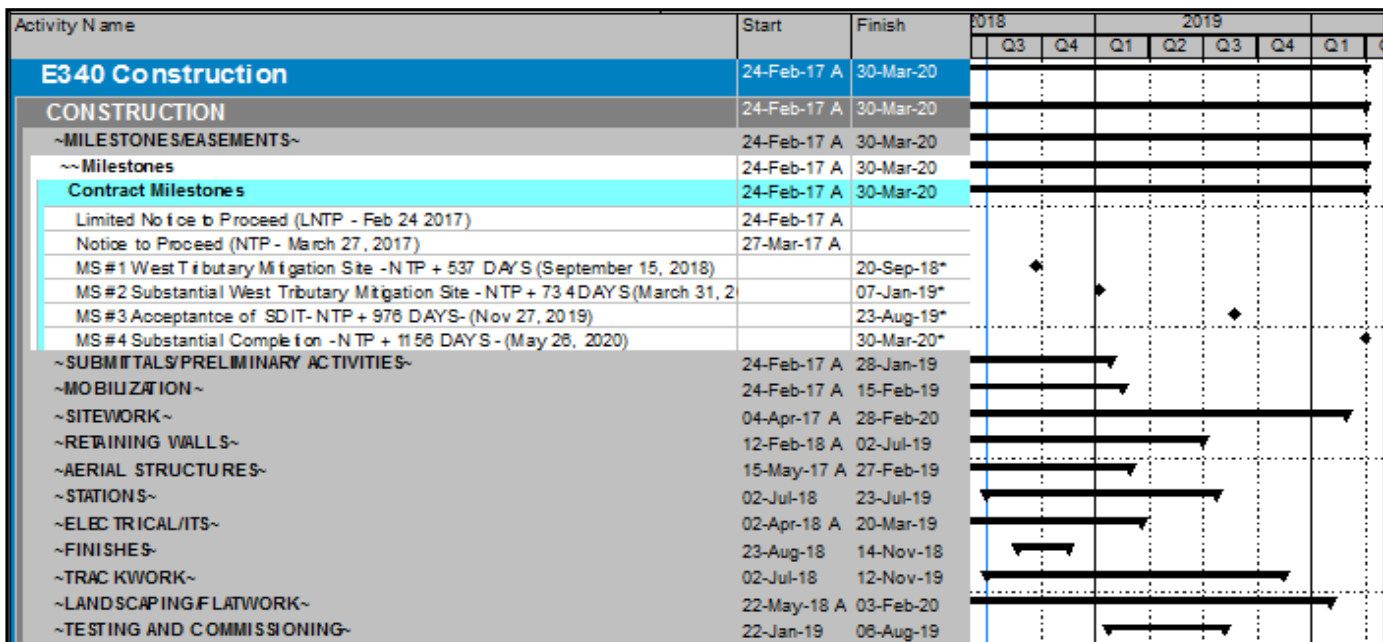 Activity Name Start Finish 2018 2019
Q3 Q4 Q1 Q2 Q3 Q4 Q1
E340 Construction 24-Feb-17 A 30-Mar-20
CONSTRUCTION 24-Feb-17 A 30-Mar-20
~MILESTONES/EASEMENTS~ 24-Feb-17 A 30-Mar-20
~~Milestones 24-Feb-17 A 30-Mar-20
Contract Milestones 24-Feb-17 A 30-Mar-20
Limited Notice to Proceed (LNTP - Feb 24 2017) 24-Feb-17 A
Notice to Proceed (NTP - March 27, 2017) 27-Mar-17 A
MS #1 West Tributary Mitigation Site - NTP + 537 DAYS (September 15, 2018) 20-Sep-18*
MS #2 Substantial West Tributary Mitigation Site - NTP + 734 DAYS (March 31, 2 07-Jan-19*
MS #3 Acceptantce of SDIT- NTP + 976 DAYS- (Nov 27, 2019) 23-Aug-19*
MS #4 Substantial Completion - NTP + 1156 DAYS - (May 26, 2020) 30-Mar-20*
~SUBMITTALS/PRELIMINARY ACTIVITIES~ 24-Feb-17 A 28-Jan-19
~MOBILIZATION~ 24-Feb-17 A 15-Feb-19
~SITEWORK~ 04-Apr-17 A 28-Feb-20
~RETAINING WALLS~ 12-Feb-18 A 02-Jul-19
~AERIAL STRUCTURES~ 15-May-17 A 27-Feb-19
~STATIONS~ 02-Jul-18 23-Jul-19
~ELECTRICAL/ITS~ 02-Apr-18 A 20-Mar-19
~FINISHES~ 23-Aug-18 14-Nov-18
~TRACKWORK~ 02-Jul-18 12-Nov-19
~LANDSCAPING/FLATWORK~ 22-May-18 A 03-Feb-20
~TESTING AND COMMISSIONING~ 22-Jan-19 06-Aug-19